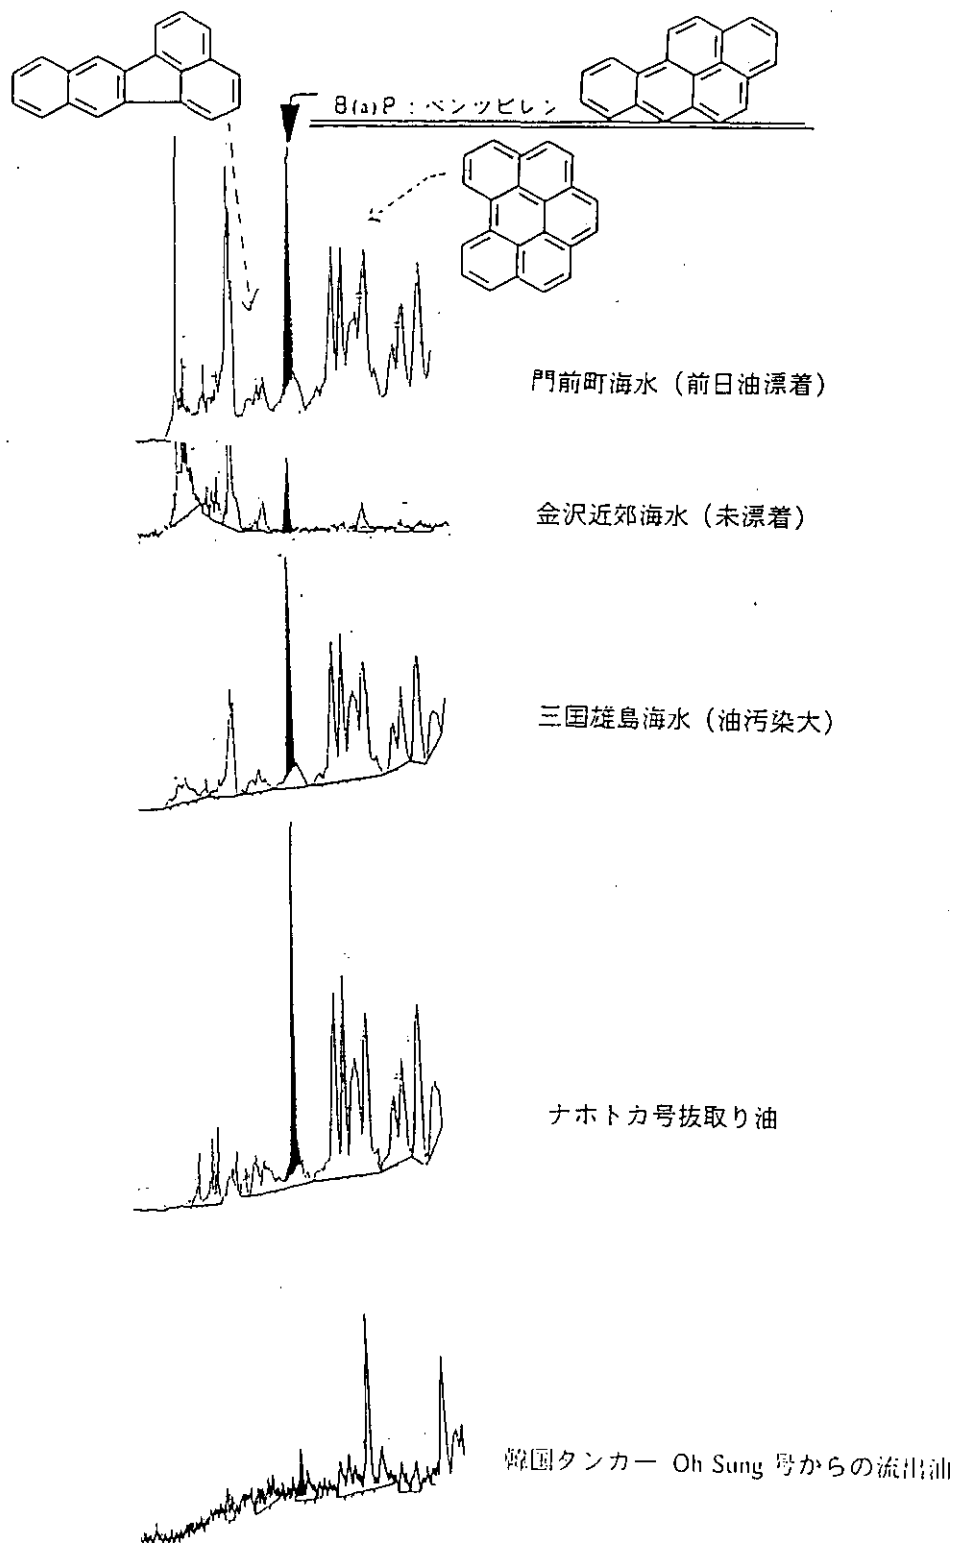 B(a)P：ベンツピレン
門前町海水（前日油漂着）
金沢近郊海水（未漂着）
三国雄島海水（油汚染大）
ナホトカ号抜取り油
韓国タンカー Oh Sung 号からの流出油